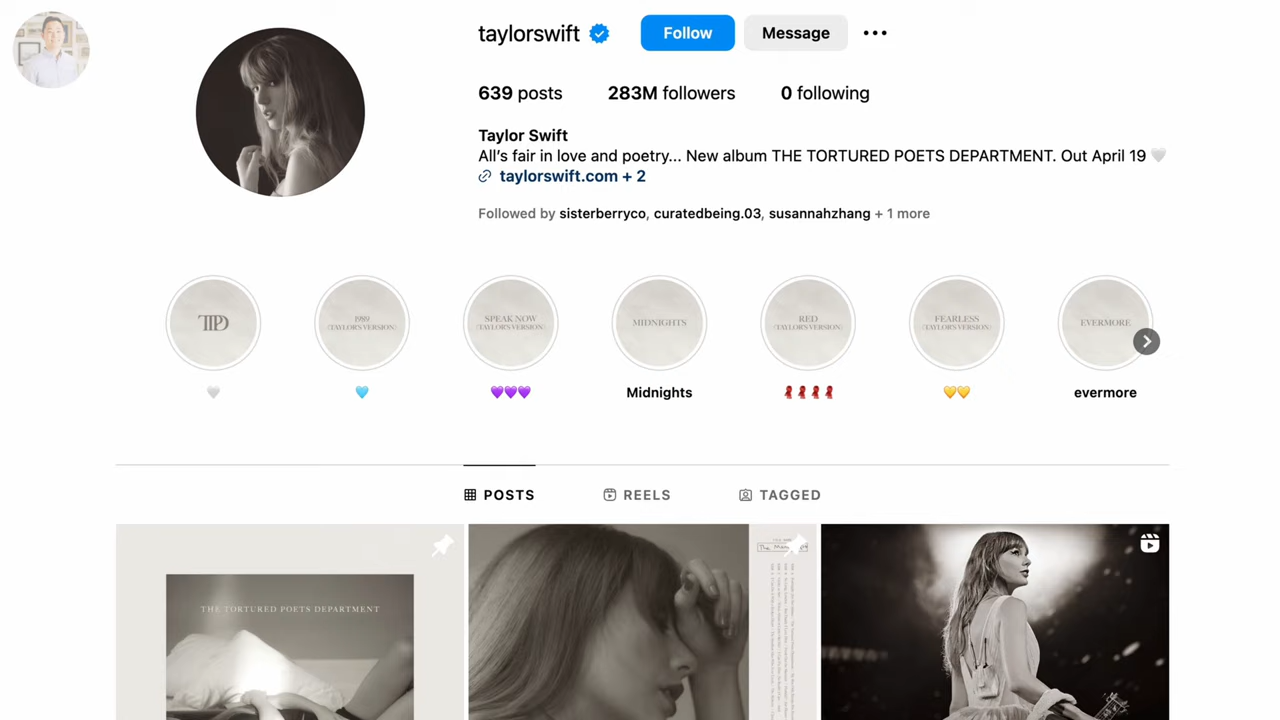 taylorswift
Follow
Message
639 posts
283M followers
0 following
Taylor Swift
All's fair in love and poetry... New album THE TORTURED POETS DEPARTMENT. Out April 19 🤍
taylorswift.com + 2
Followed by sisterberryco, curatedbeing.03, susannahzhang + 1 more
TTPD
1989
(TAYLOR'S VERSION)
SPEAK NOW
(TAYLOR'S VERSION)
MIDNIGHTS
RED
(TAYLOR'S VERSION)
FEARLESS
(TAYLOR'S VERSION)
EVERMORE
🤍
🩵
💜💜💜
Midnights
💃💃💃💃
💛💛
evermore
POSTS
REELS
TAGGED
THE TORTURED POETS DEPARTMENT